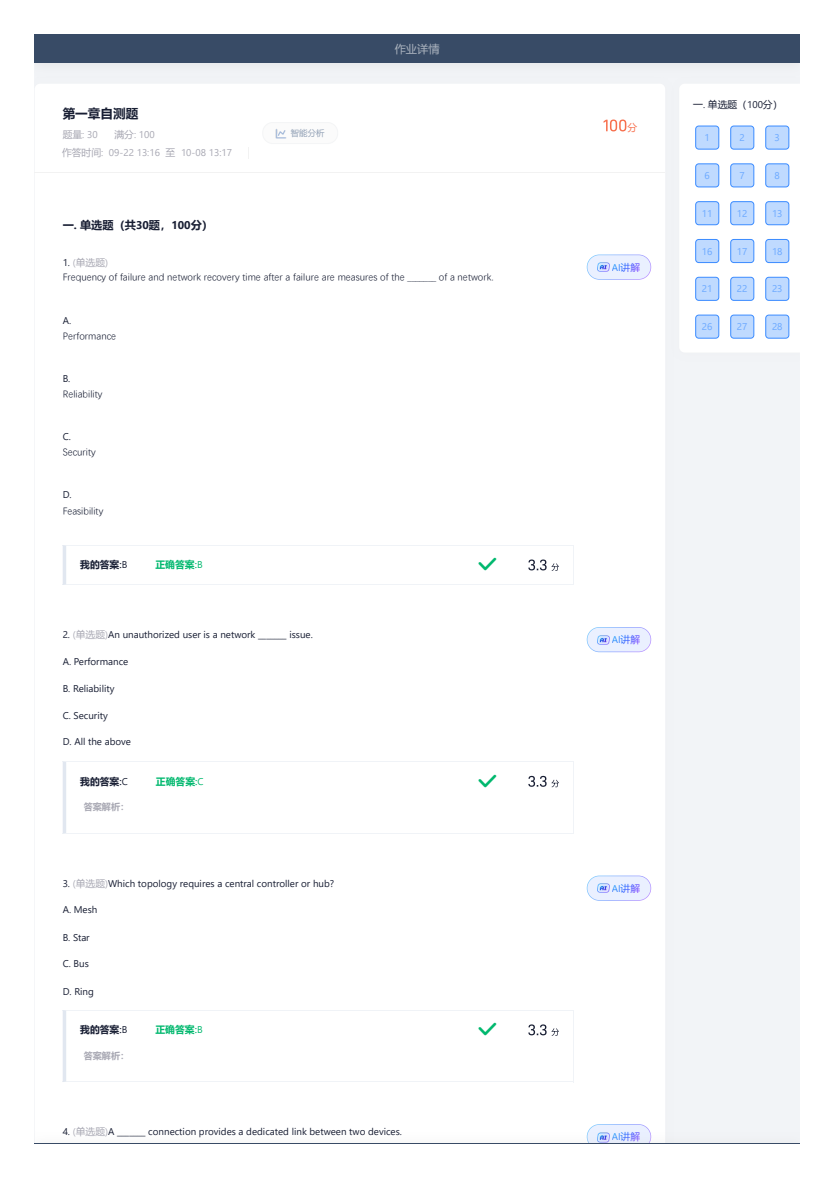 作业详情
第一章自测题
题量: 30 满分: 100
智能分析
作答时间: 09-22 13:16 至 10-08 13:17
100分
一. 单选题（共30题，100分）
1. (单选题)
Frequency of failure and network recovery time after a failure are measures of the ______ of a network.
AI讲解
A.
Performance
B.
Reliability
C.
Security
D.
Feasibility
我的答案:B 正确答案:B 3.3 分
2. (单选题)An unauthorized user is a network ______ issue.
AI讲解
A. Performance
B. Reliability
C. Security
D. All the above
我的答案:C 正确答案:C 3.3 分
答案解析:
3. (单选题)Which topology requires a central controller or hub?
AI讲解
A. Mesh
B. Star
C. Bus
D. Ring
我的答案:B 正确答案:B 3.3 分
答案解析:
4. (单选题)A ______ connection provides a dedicated link between two devices.
AI讲解
一. 单选题（100分）
1 2 3
6 7 8
11 12 13
16 17 18
21 22 23
26 27 28